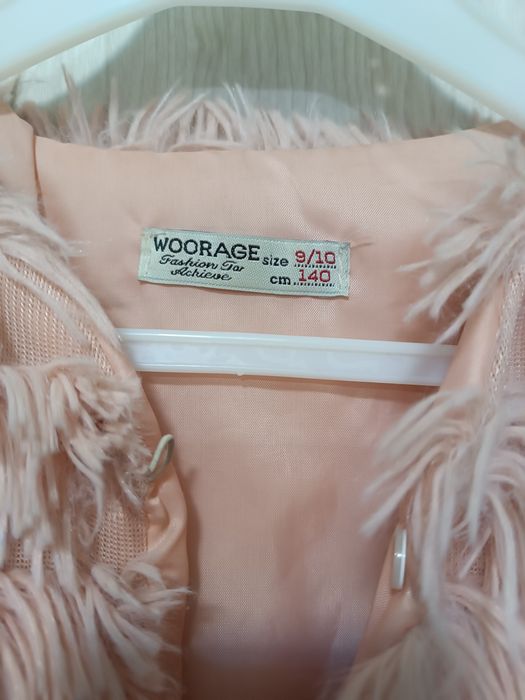 WOORAGE size 9/10
Fashion For
Achieve cm 140